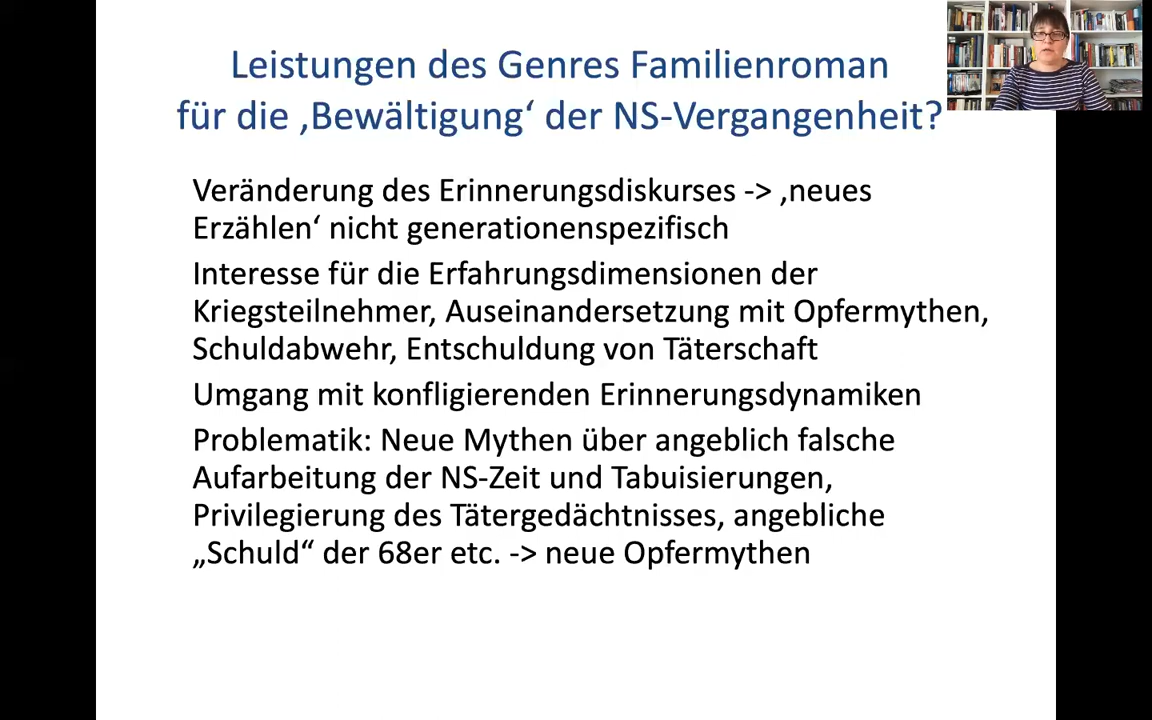 Leistungen des Genres Familienroman
für die ‚Bewältigung‘ der NS-Vergangenheit?
Veränderung des Erinnerungsdiskurses -> ‚neues
Erzählen‘ nicht generationenspezifisch
Interesse für die Erfahrungsdimensionen der
Kriegsteilnehmer, Auseinandersetzung mit Opfermythen,
Schuldabwehr, Entschuldung von Täterschaft
Umgang mit konfligierenden Erinnerungsdynamiken
Problematik: Neue Mythen über angeblich falsche
Aufarbeitung der NS-Zeit und Tabuisierungen,
Privilegierung des Tätergedächtnisses, angebliche
„Schuld“ der 68er etc. -> neue Opfermythen